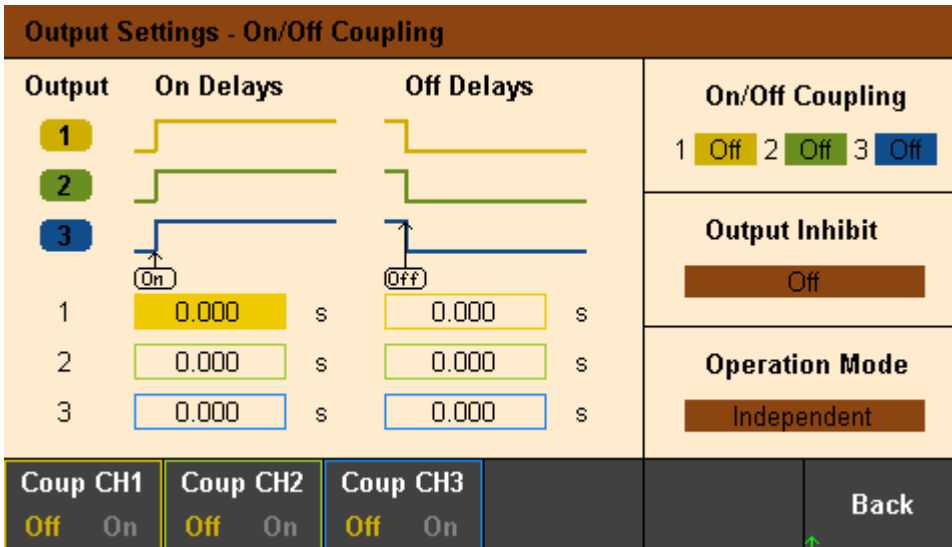 Output Settings - On/Off Coupling
Output On Delays Off Delays
1
2
3
On Off
1 0.000 s 0.000 s
2 0.000 s 0.000 s
3 0.000 s 0.000 s
On/Off Coupling
1 Off 2 Off 3 Off
Output Inhibit
Off
Operation Mode
Independent
Coup CH1 Coup CH2 Coup CH3
Off On Off On Off On
Back